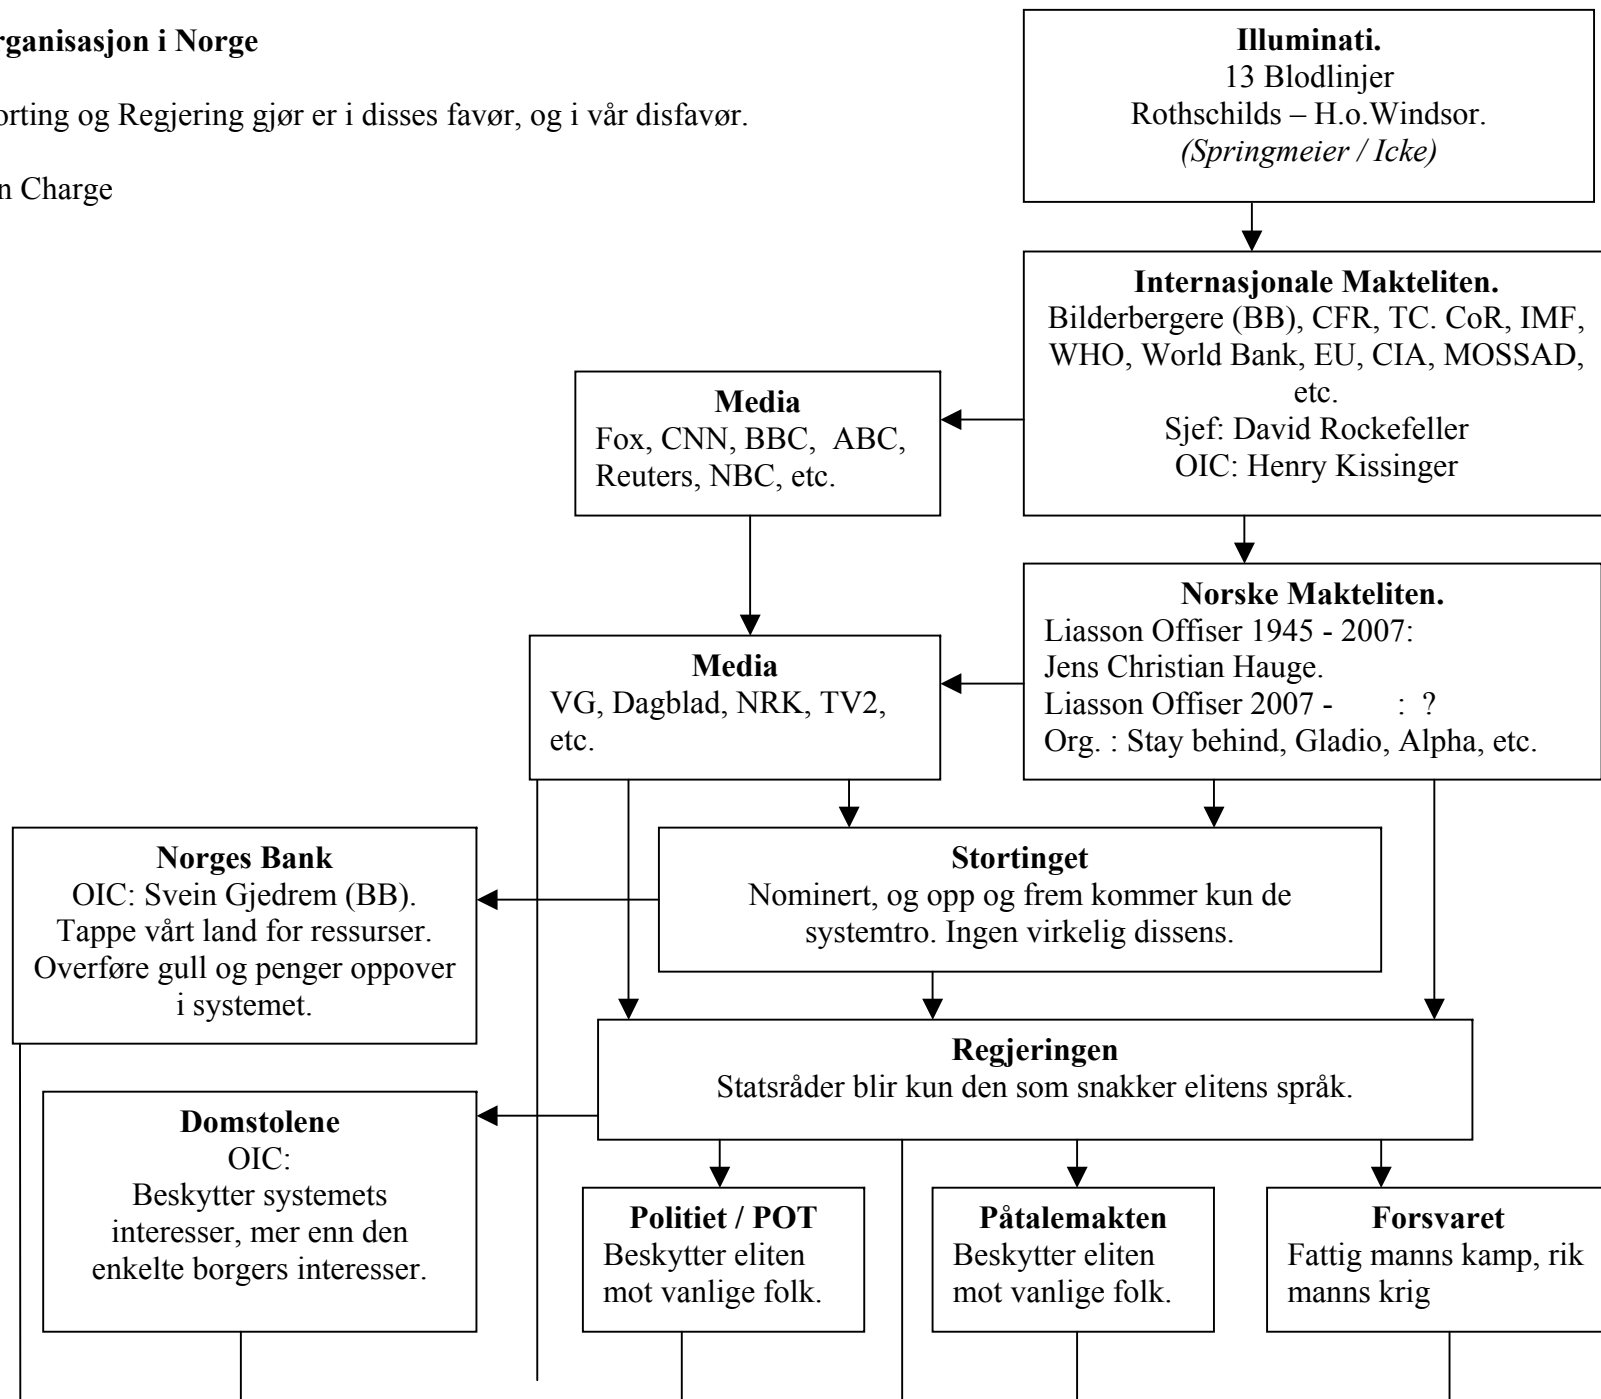 rganisasjon i Norge
orting og Regjering gjør er i disses favør, og i vår disfavør.
n Charge
Illuminati.
13 Blodlinjer
Rothschilds – H.o.Windsor.
(Springmeier / Icke)
Internasjonale Makteliten.
Bilderbergere (BB), CFR, TC. CoR, IMF,
WHO, World Bank, EU, CIA, MOSSAD,
etc.
Sjef: David Rockefeller
OIC: Henry Kissinger
Media
Fox, CNN, BBC, ABC,
Reuters, NBC, etc.
Norske Makteliten.
Liasson Offiser 1945 - 2007:
Jens Christian Hauge.
Liasson Offiser 2007 - : ?
Org. : Stay behind, Gladio, Alpha, etc.
Media
VG, Dagblad, NRK, TV2,
etc.
Norges Bank
OIC: Svein Gjedrem (BB).
Tappe vårt land for ressurser.
Overføre gull og penger oppover
i systemet.
Stortinget
Nominert, og opp og frem kommer kun de
systemtro. Ingen virkelig dissens.
Regjeringen
Statsråder blir kun den som snakker elitens språk.
Domstolene
OIC:
Beskytter systemets
interesser, mer enn den
enkelte borgers interesser.
Politiet / POT
Beskytter eliten
mot vanlige folk.
Påtalemakten
Beskytter eliten
mot vanlige folk.
Forsvaret
Fattig manns kamp, rik
manns krig